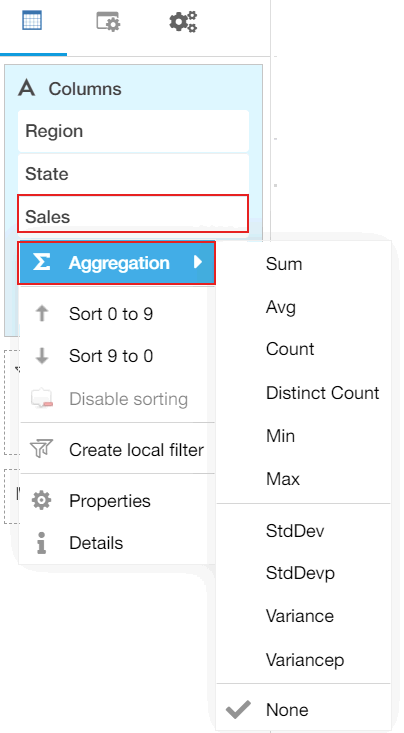 Columns
Region
State
Sales
Aggregation
Sort 0 to 9
Sort 9 to 0
Disable sorting
Create local filter
Properties
Details
Sum
Avg
Count
Distinct Count
Min
Max
StdDev
StdDevp
Variance
Variancep
None